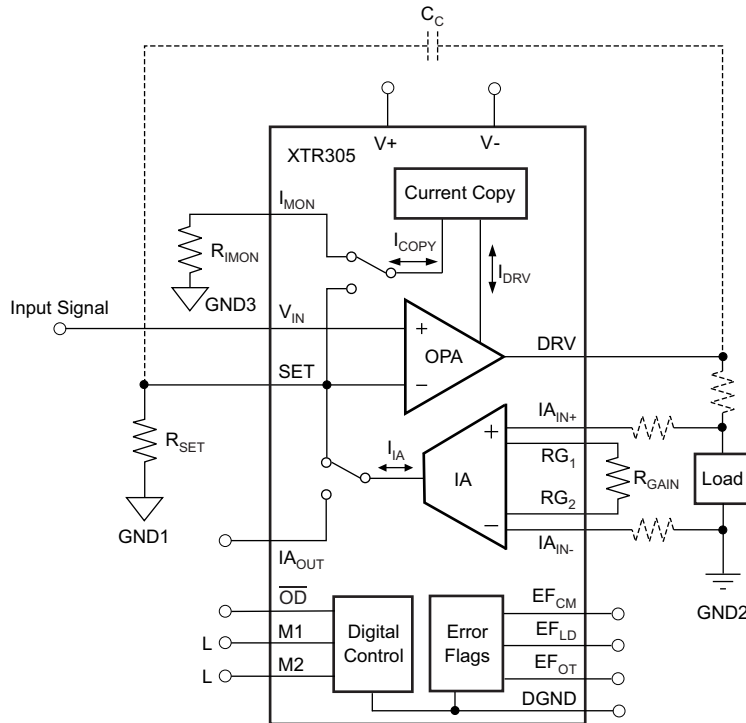 C_C
V+
V-
XTR305
Current Copy
I_MON
R_IMON
I_COPY
I_DRV
GND3
Input Signal
V_IN
+
OPA
DRV
SET
−
IA_IN+
R_SET
I_IA
+
RG_1
IA
R_GAIN
Load
RG_2
−
GND1
IA_IN-
IA_OUT
GND2
O̅D̅
EF_CM
L
M1
Digital
Control
Error
Flags
EF_LD
L
M2
EF_OT
DGND